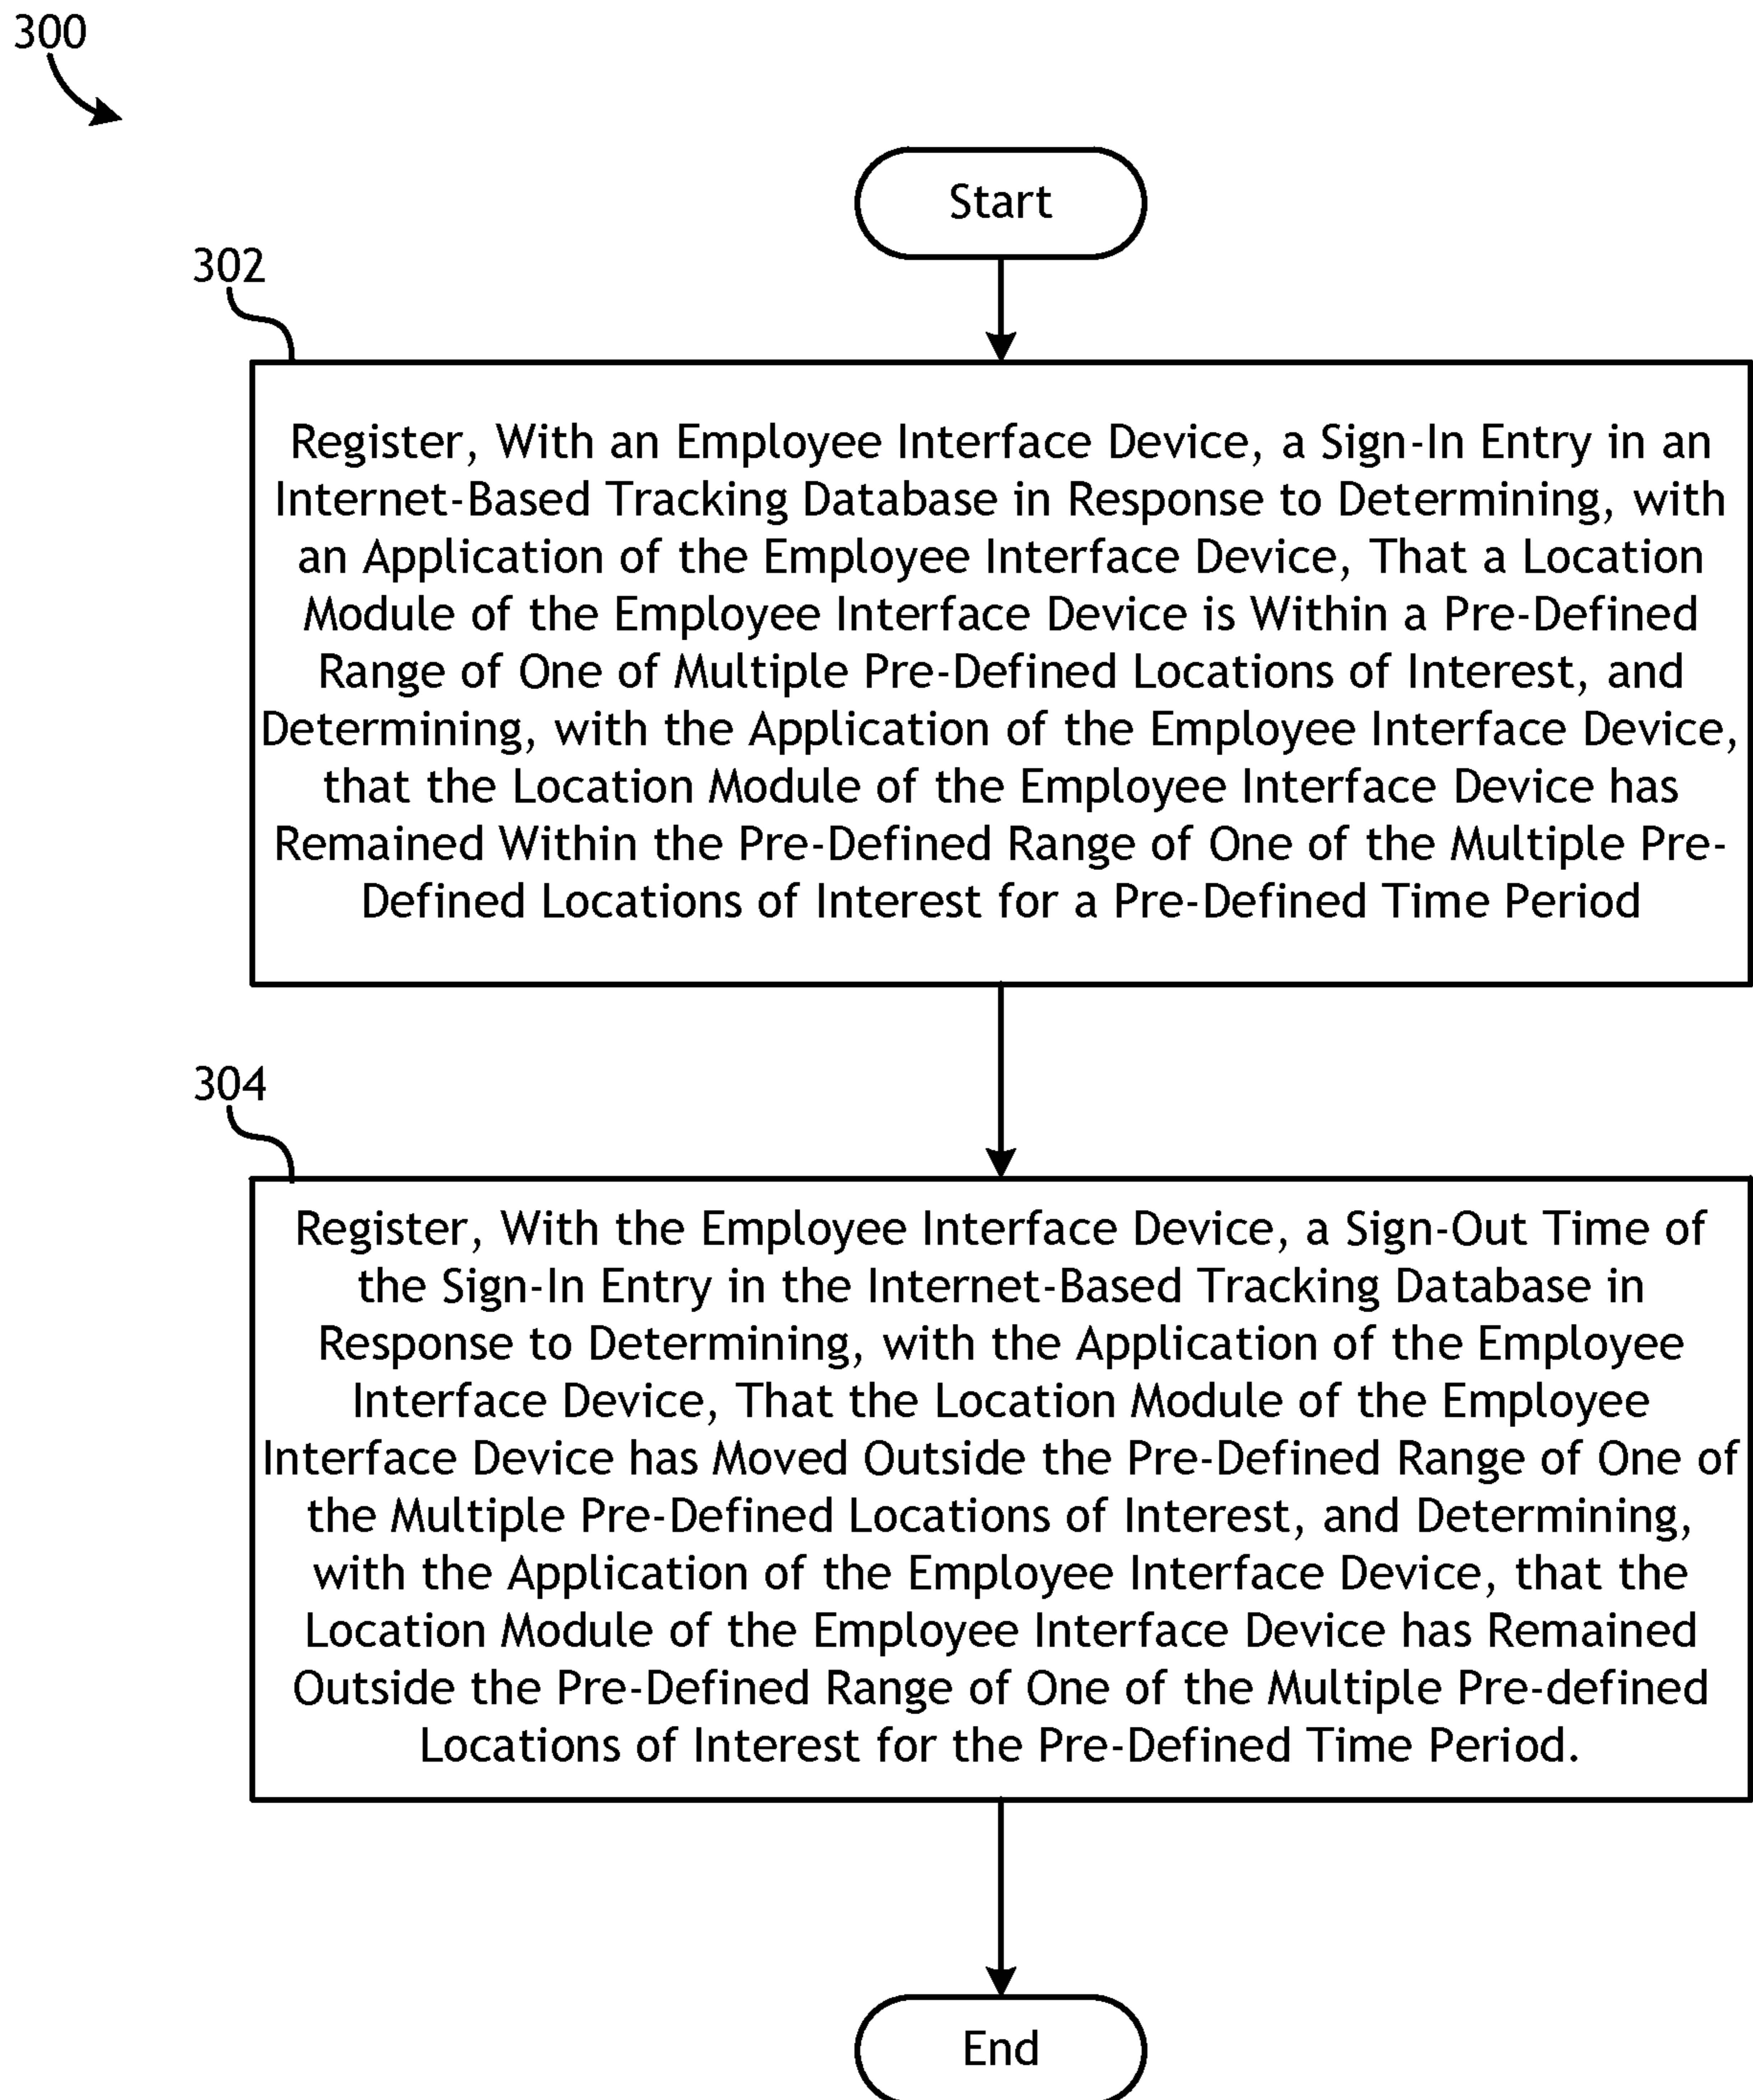 300
Start
302
Register, With an Employee Interface Device, a Sign-In Entry in an
Internet-Based Tracking Database in Response to Determining, with
an Application of the Employee Interface Device, That a Location
Module of the Employee Interface Device is Within a Pre-Defined
Range of One of Multiple Pre-Defined Locations of Interest, and
Determining, with the Application of the Employee Interface Device,
that the Location Module of the Employee Interface Device has
Remained Within the Pre-Defined Range of One of the Multiple Pre-
Defined Locations of Interest for a Pre-Defined Time Period
304
Register, With the Employee Interface Device, a Sign-Out Time of
the Sign-In Entry in the Internet-Based Tracking Database in
Response to Determining, with the Application of the Employee
Interface Device, That the Location Module of the Employee
Interface Device has Moved Outside the Pre-Defined Range of One of
the Multiple Pre-Defined Locations of Interest, and Determining,
with the Application of the Employee Interface Device, that the
Location Module of the Employee Interface Device has Remained
Outside the Pre-Defined Range of One of the Multiple Pre-defined
Locations of Interest for the Pre-Defined Time Period.
End